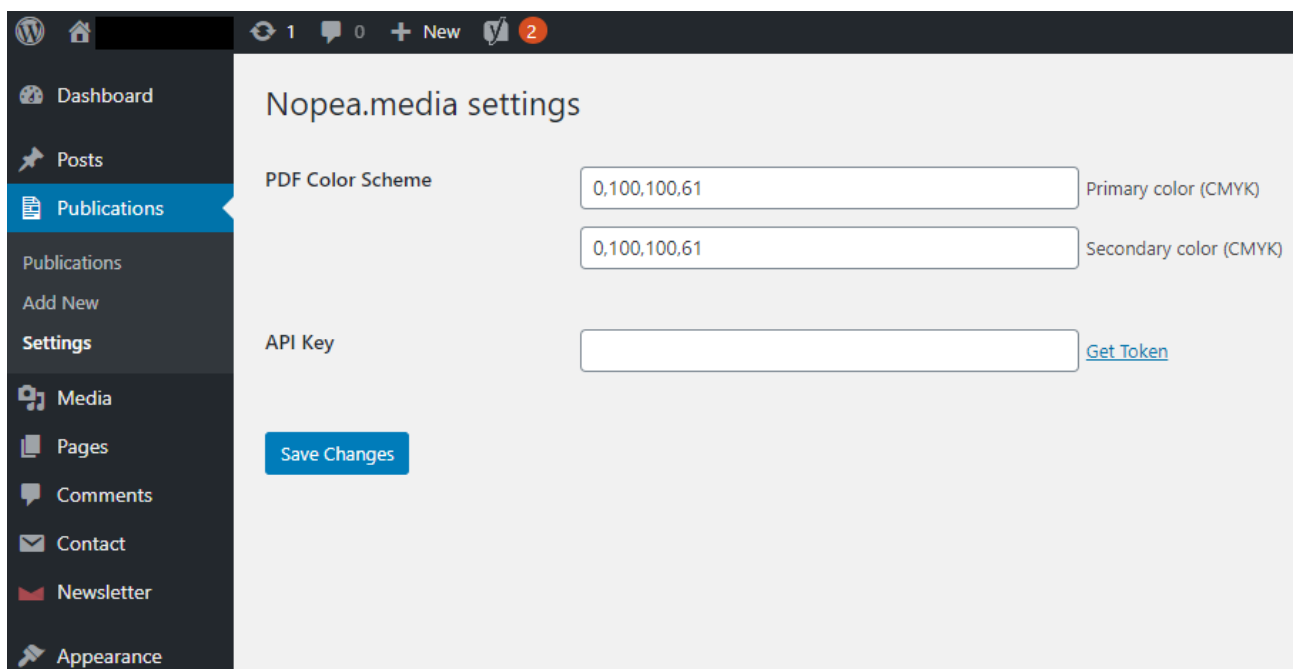 1 0 New 2
Dashboard
Posts
Publications
Publications
Add New
Settings
Media
Pages
Comments
Contact
Newsletter
Appearance
Nopea.media settings
PDF Color Scheme
0,100,100,61 Primary color (CMYK)
0,100,100,61 Secondary color (CMYK)
API Key
Get Token
Save Changes